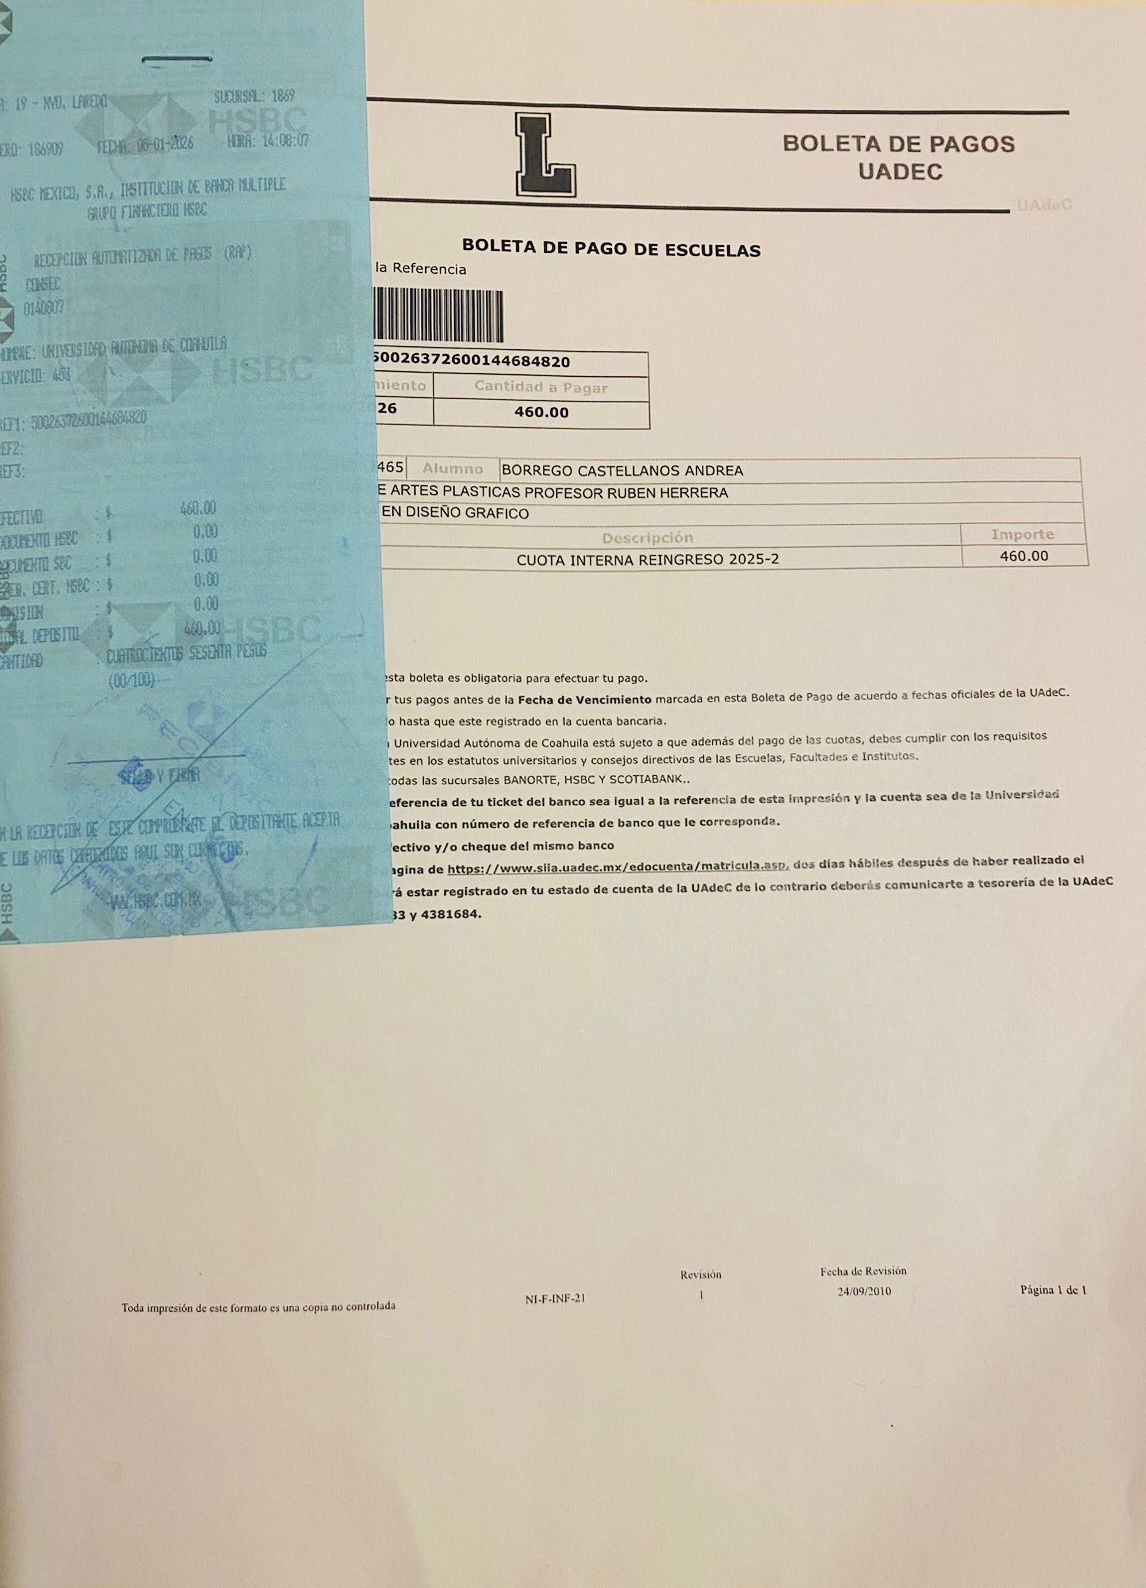 19 - NVO. LAREDO SUCURSAL: 1869
186909 FECHA: 06-01-2026 HORA: 14:08:07
HSBC MEXICO, S.A., INSTITUCION DE BANCA MULTIPLE
GRUPO FINANCIERO HSBC
RECEPCION AUTOMATIZADA DE PAGOS (RAP)
CONSEC
0140807
NOMBRE: UNIVERSIDAD AUTONOMA DE COAHUILA
SERVICIO:
REF1: 50026372600144684820
REF2:
REF3:
EFECTIVO : $ 460.00
DOCUMENTO HSBC : $ 0.00
DOCUMENTO SBC : $ 0.00
CERT. HSBC : $ 0.00
: $ 0.00
DEPOSITO : $ 460.00
CANTIDAD : CUATROCIENTOS SESENTA PESOS
(00/100)
SELLO Y FIRMA
LA RECEPCION DE ESTE COMPROBANTE EL DEPOSITANTE ACEPTA
LOS DATOS CONTENIDOS AQUI SON CORRECTOS.
WWW.HSBC.COM.MX
HSBC
HSBC
HSBC
HSBC
HSBC
L
BOLETA DE PAGOS
UADEC
UAdeC
BOLETA DE PAGO DE ESCUELAS
la Referencia
50026372600144684820
miento Cantidad a Pagar
26 460.00
465 Alumno BORREGO CASTELLANOS ANDREA
E ARTES PLASTICAS PROFESOR RUBEN HERRERA
EN DISEÑO GRAFICO
Descripción Importe
CUOTA INTERNA REINGRESO 2025-2 460.00
esta boleta es obligatoria para efectuar tu pago.
r tus pagos antes de la Fecha de Vencimiento marcada en esta Boleta de Pago de acuerdo a fechas oficiales de la UAdeC.
o hasta que este registrado en la cuenta bancaria.
Universidad Autónoma de Coahuila está sujeto a que además del pago de las cuotas, debes cumplir con los requisitos
tes en los estatutos universitarios y consejos directivos de las Escuelas, Facultades e Institutos.
todas las sucursales BANORTE, HSBC Y SCOTIABANK..
eferencia de tu ticket del banco sea igual a la referencia de esta impresión y la cuenta sea de la Universidad
ahuila con número de referencia de banco que le corresponda.
ectivo y/o cheque del mismo banco
agina de https://www.siia.uadec.mx/edocuenta/matricula.asp, dos días hábiles después de haber realizado el
rá estar registrado en tu estado de cuenta de la UAdeC de lo contrario deberás comunicarte a tesorería de la UAdeC
33 y 4381684.
Toda impresión de este formato es una copia no controlada
NI-F-INF-21
Revisión
1
Fecha de Revisión
24/09/2010
Página 1 de 1